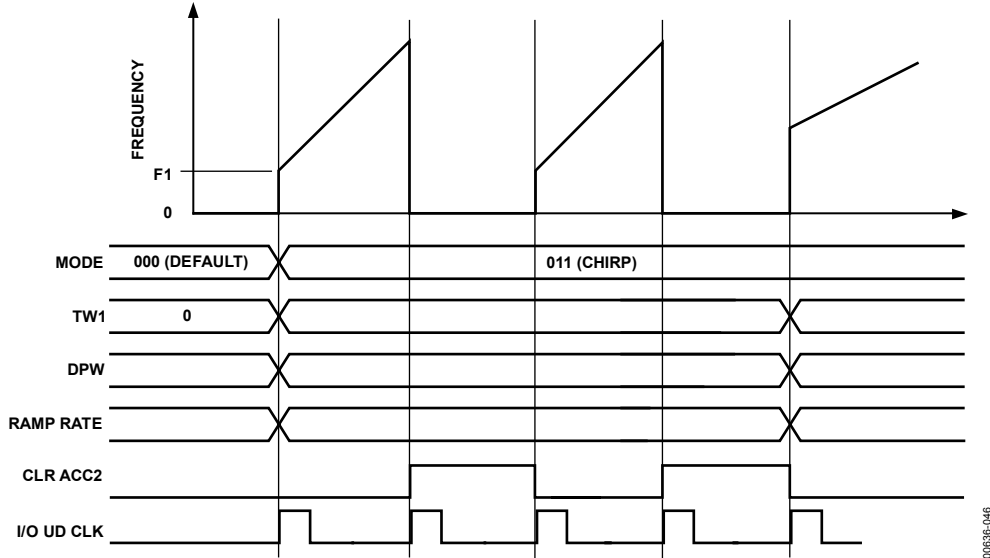 FREQUENCY
F1
0
MODE
000 (DEFAULT)
011 (CHIRP)
TW1
0
DPW
RAMP RATE
CLR ACC2
I/O UD CLK
00636-046